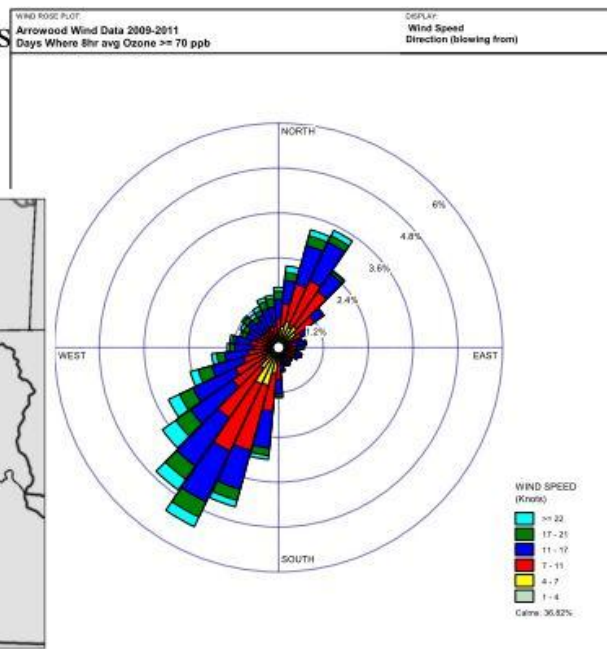 S
WIND ROSE PLOT:
Arrowood Wind Data 2009-2011
Days Where 8hr avg Ozone >= 70 ppb
DISPLAY:
Wind Speed
Direction (blowing from)
NORTH
6%
4.8%
3.6%
2.4%
1.2%
WEST
EAST
SOUTH
WIND SPEED
(Knots)
>= 22
17 - 21
11 - 17
7 - 11
4 - 7
1 - 4
Calms: 36.82%